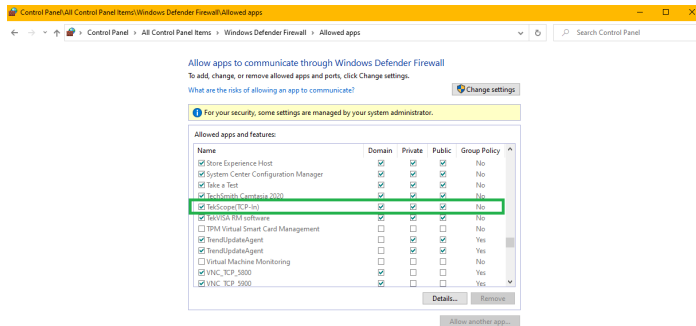 Control Panel\All Control Panel Items\Windows Defender Firewall\Allowed apps
Control Panel > All Control Panel Items > Windows Defender Firewall > Allowed apps
Search Control Panel
Allow apps to communicate through Windows Defender Firewall
To add, change, or remove allowed apps and ports, click Change settings.
What are the risks of allowing an app to communicate?
Change settings
For your security, some settings are managed by your system administrator.
Allowed apps and features:
Name Domain Private Public Group Policy
Store Experience Host No
System Center Configuration Manager No
Take a Test No
TechSmith Camtasia 2020 No
TekScope(TCP-In) No
TekVISA RM software No
TPM Virtual Smart Card Management No
TrendUpdateAgent Yes
TrendUpdateAgent Yes
Virtual Machine Monitoring No
VNC_TCP_5800 Yes
VNC_TCP_5900 Yes
Details... Remove
Allow another app...